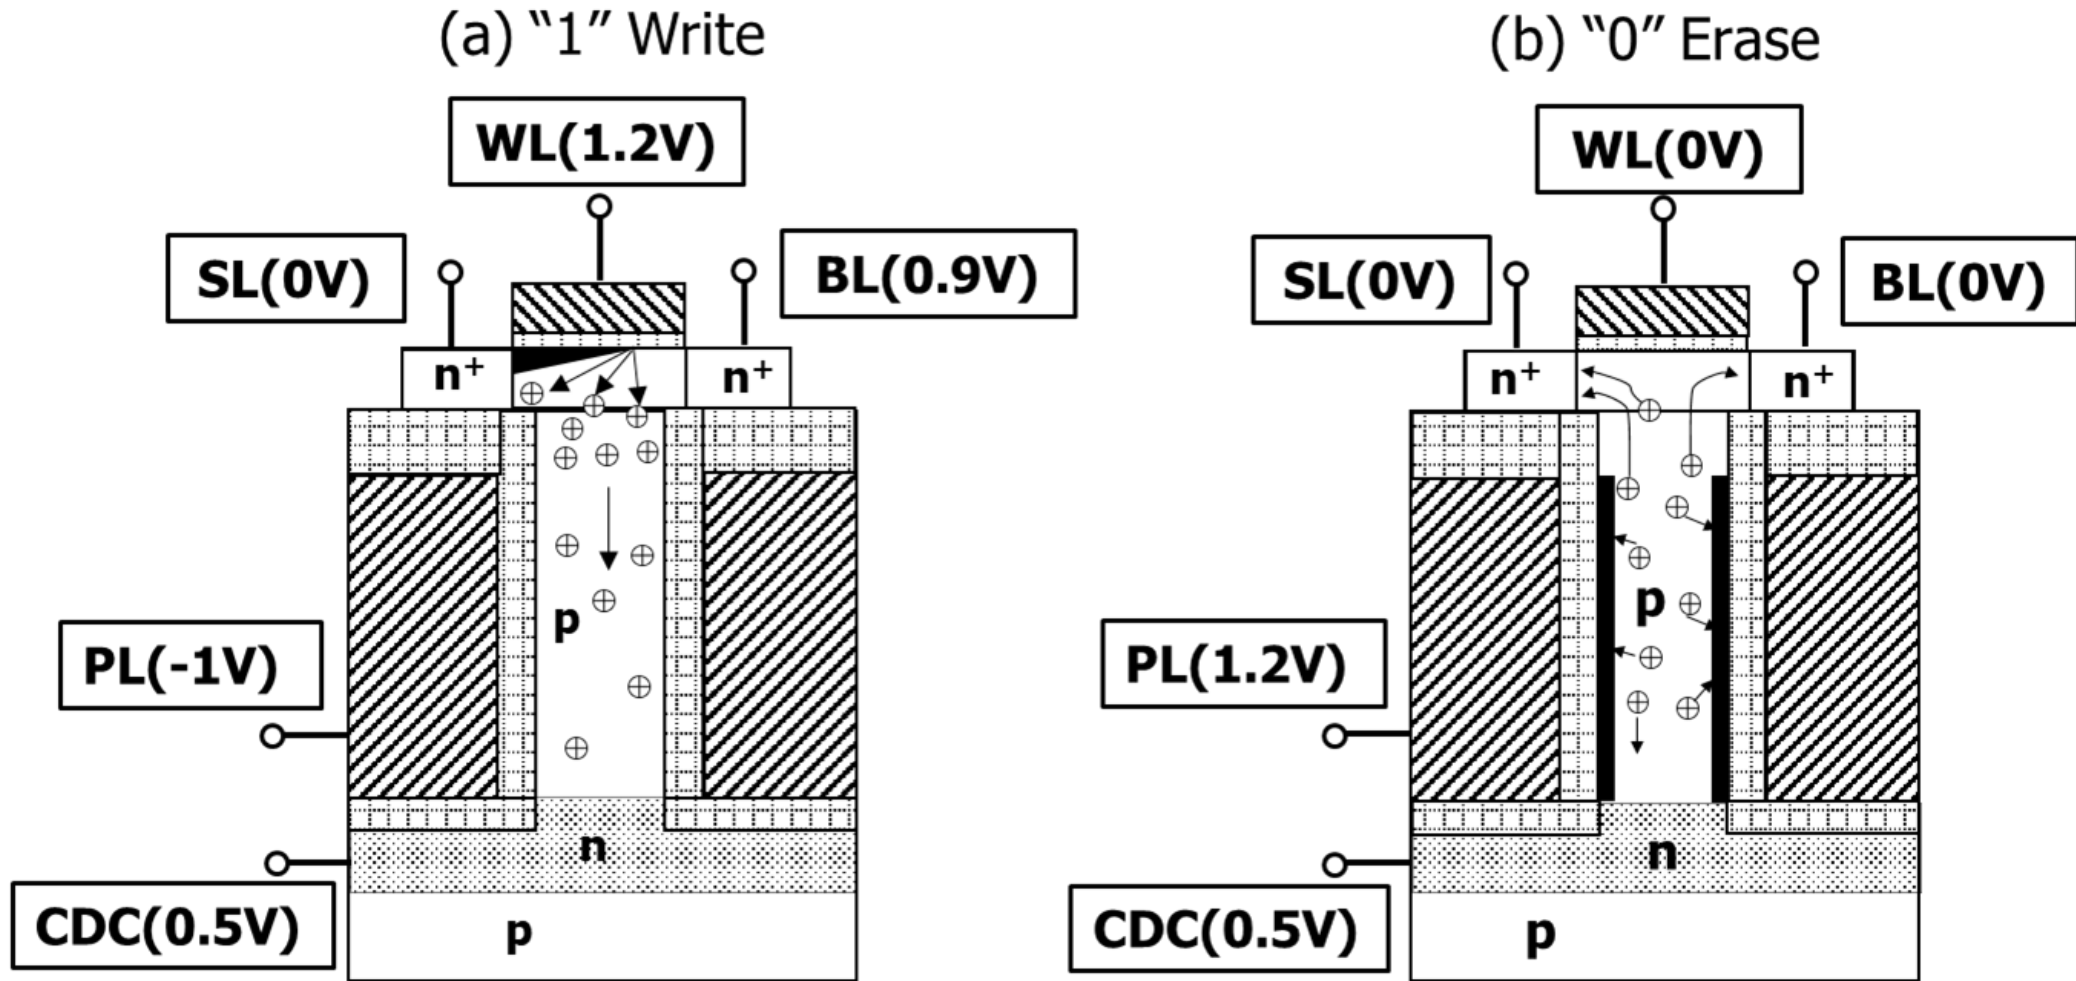 (a) “1” Write
WL(1.2V)
SL(0V)
BL(0.9V)
n+
n+
p
PL(-1V)
n
CDC(0.5V)
p
(b) “0” Erase
WL(0V)
SL(0V)
BL(0V)
n+
n+
p
PL(1.2V)
n
CDC(0.5V)
p